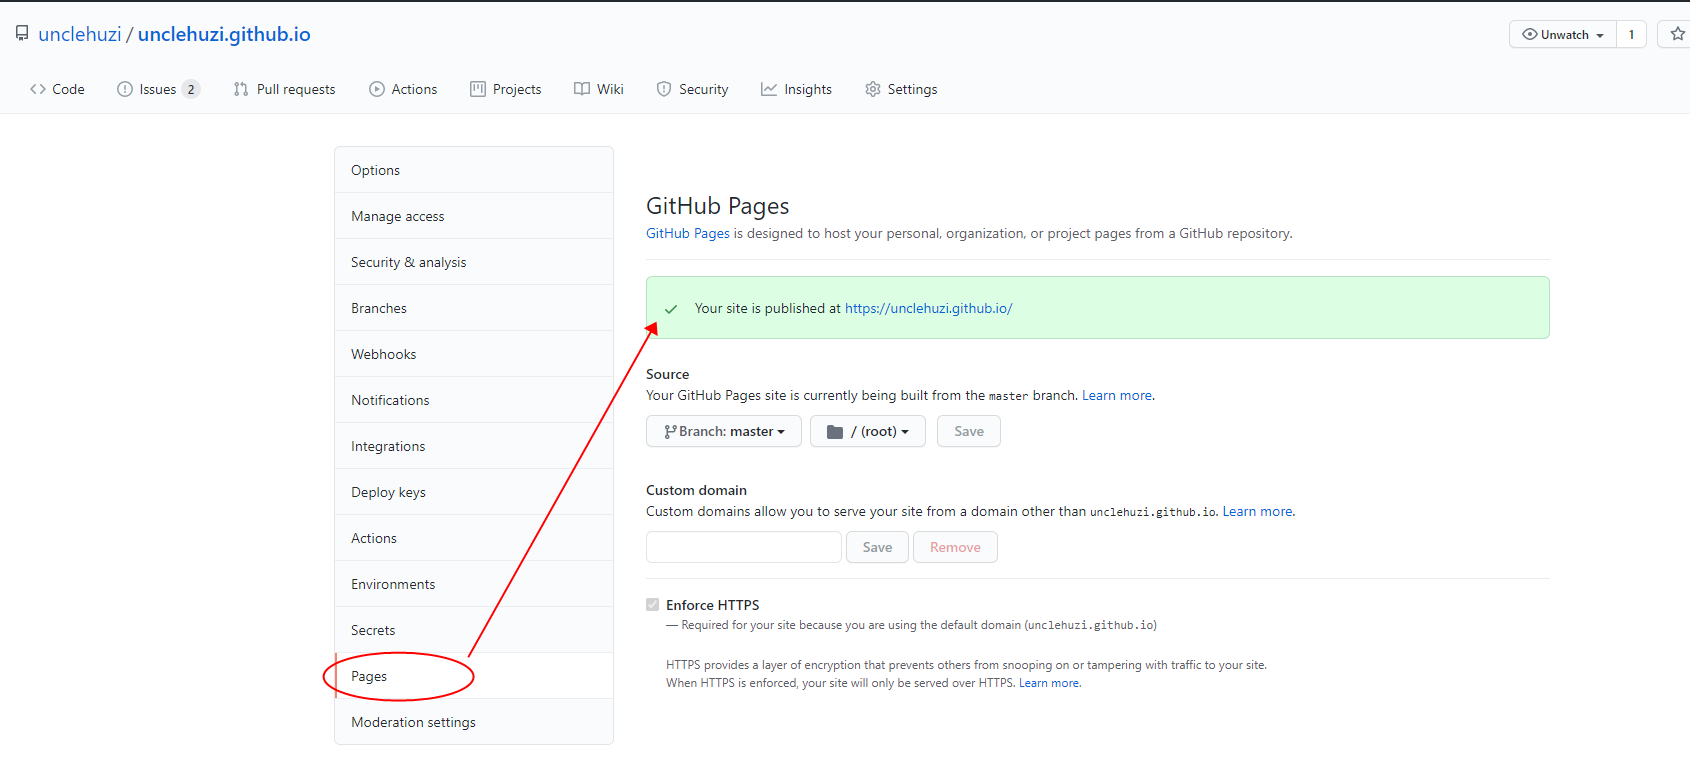 unclehuzi / unclehuzi.github.io
Unwatch 1
Code Issues 2 Pull requests Actions Projects Wiki Security Insights Settings
Options
Manage access
Security & analysis
Branches
Webhooks
Notifications
Integrations
Deploy keys
Actions
Environments
Secrets
Pages
Moderation settings
GitHub Pages
GitHub Pages is designed to host your personal, organization, or project pages from a GitHub repository.
Your site is published at https://unclehuzi.github.io/
Source
Your GitHub Pages site is currently being built from the master branch. Learn more.
Branch: master / (root) Save
Custom domain
Custom domains allow you to serve your site from a domain other than unclehuzi.github.io. Learn more.
Save Remove
Enforce HTTPS
— Required for your site because you are using the default domain (unclehuzi.github.io)
HTTPS provides a layer of encryption that prevents others from snooping on or tampering with traffic to your site.
When HTTPS is enforced, your site will only be served over HTTPS. Learn more.